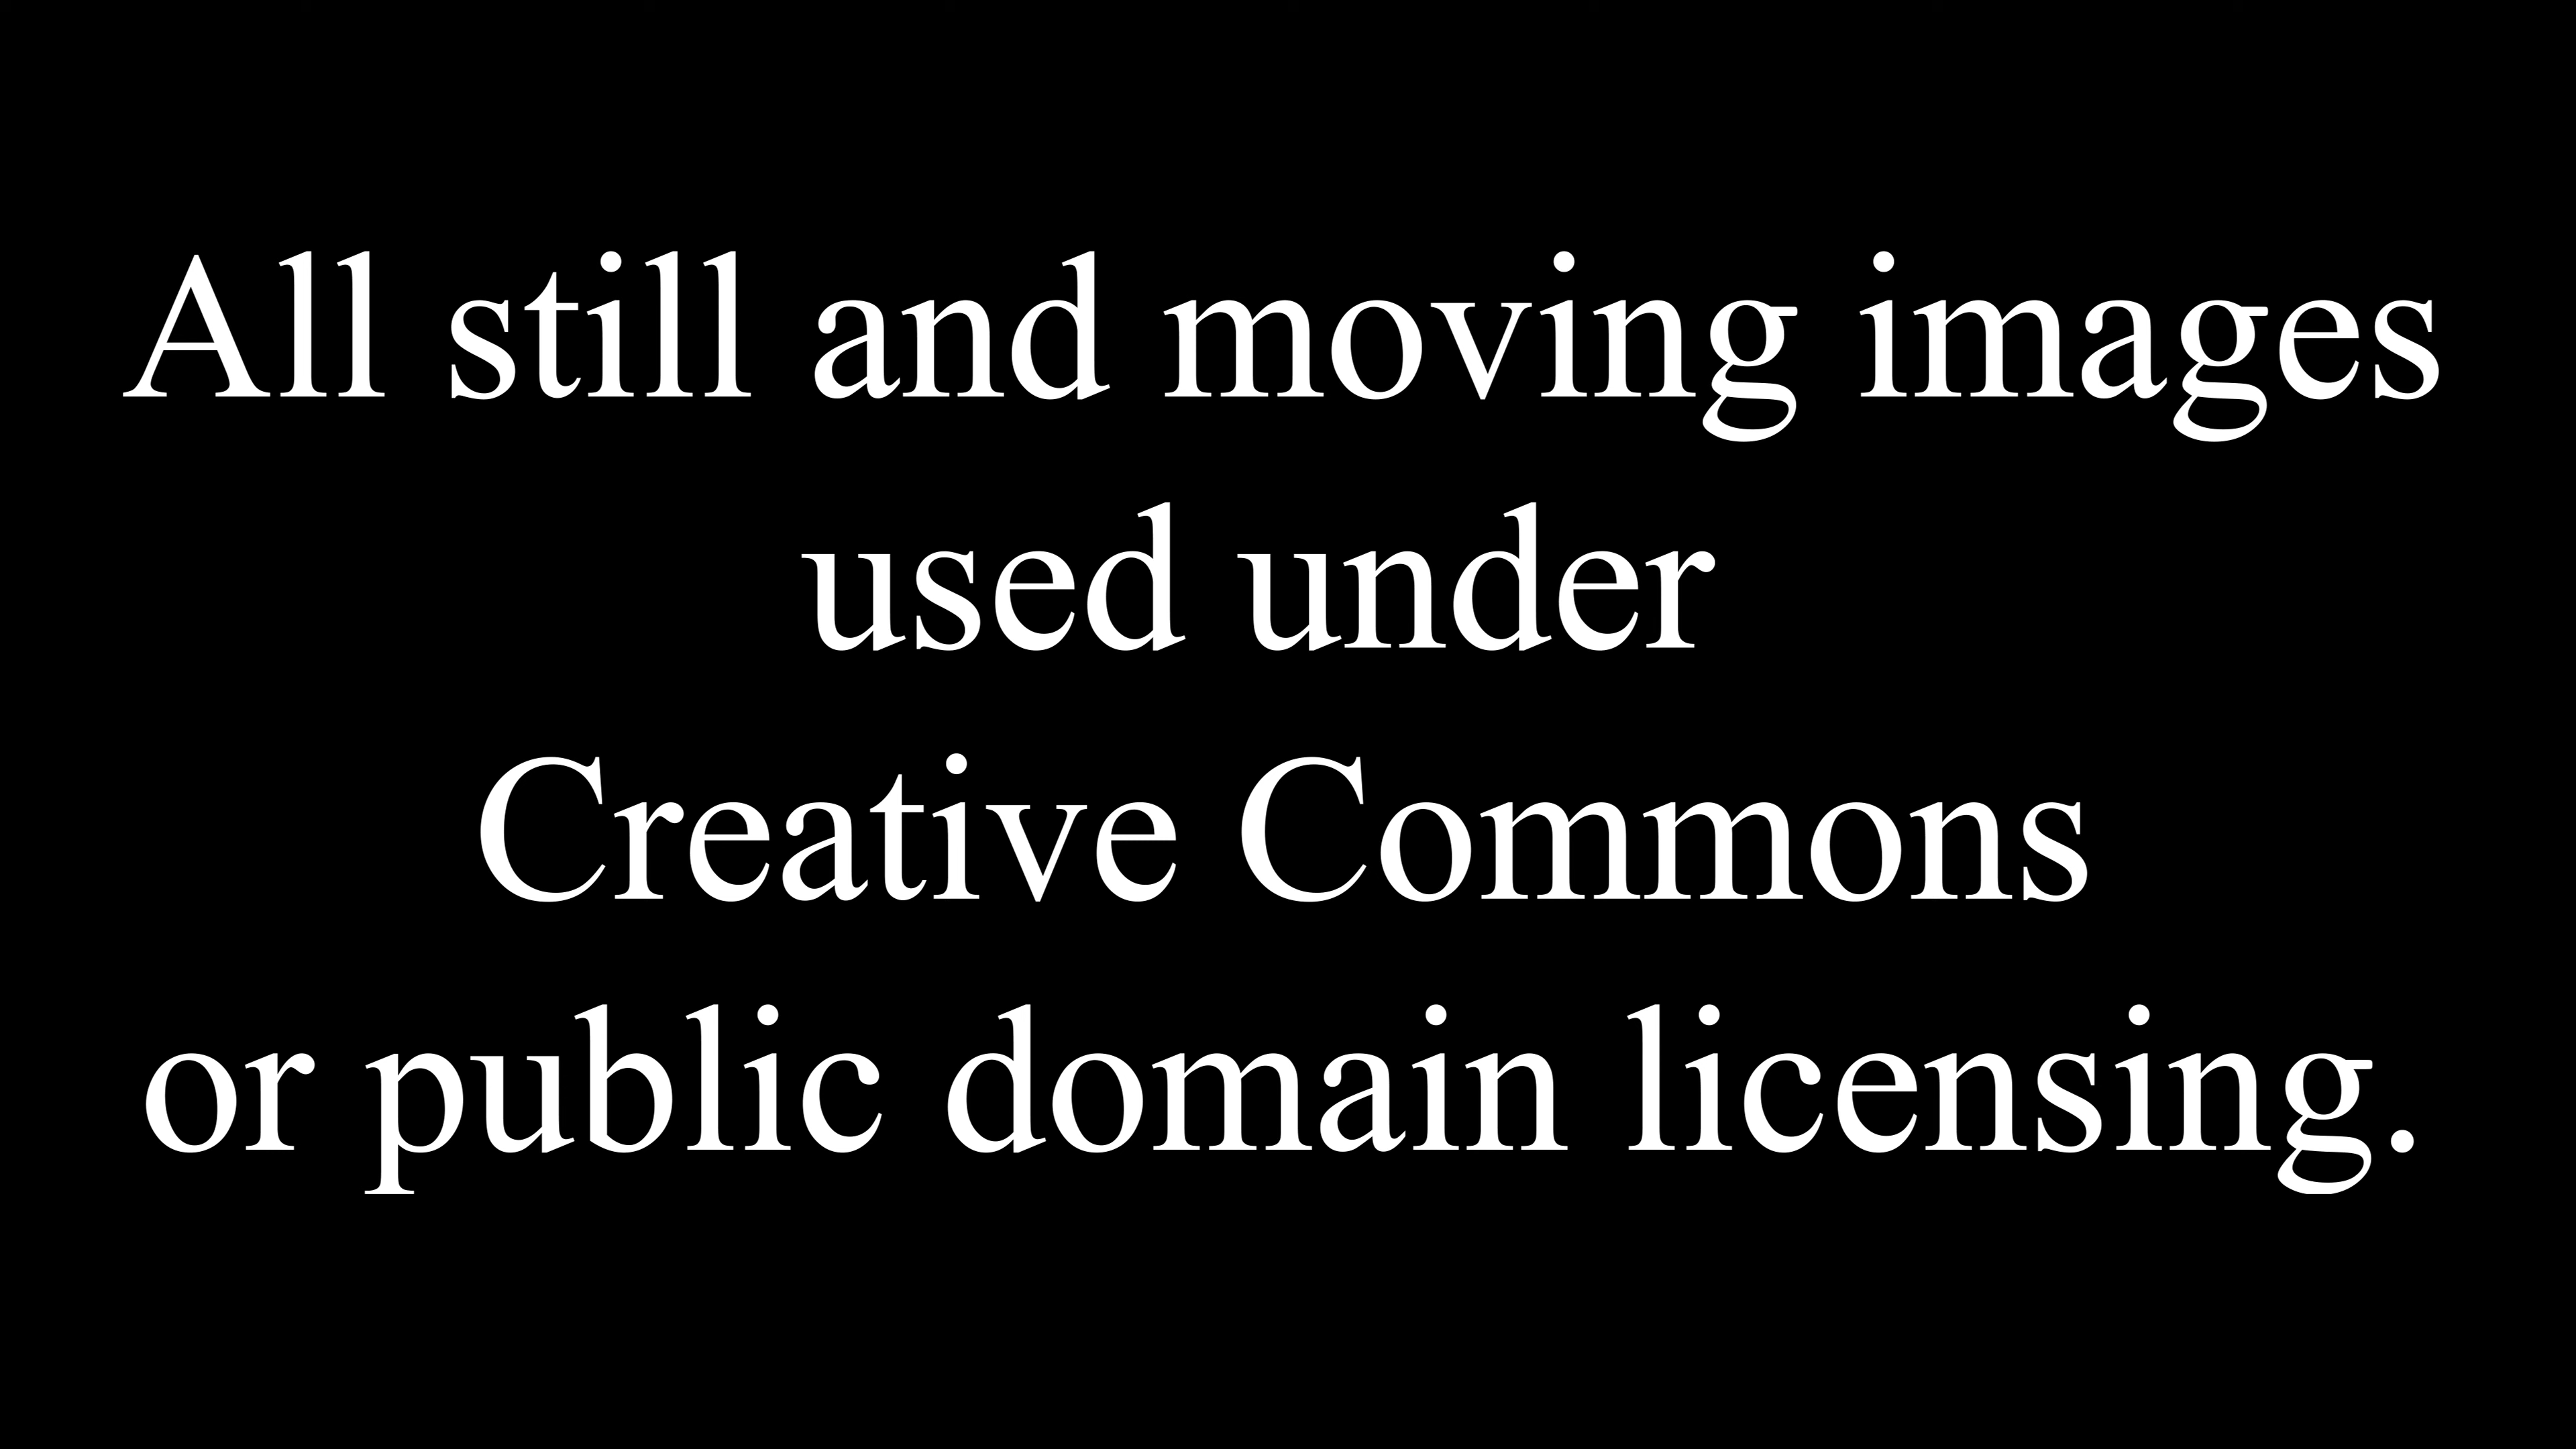 All still and moving images
used under
Creative Commons
or public domain licensing.